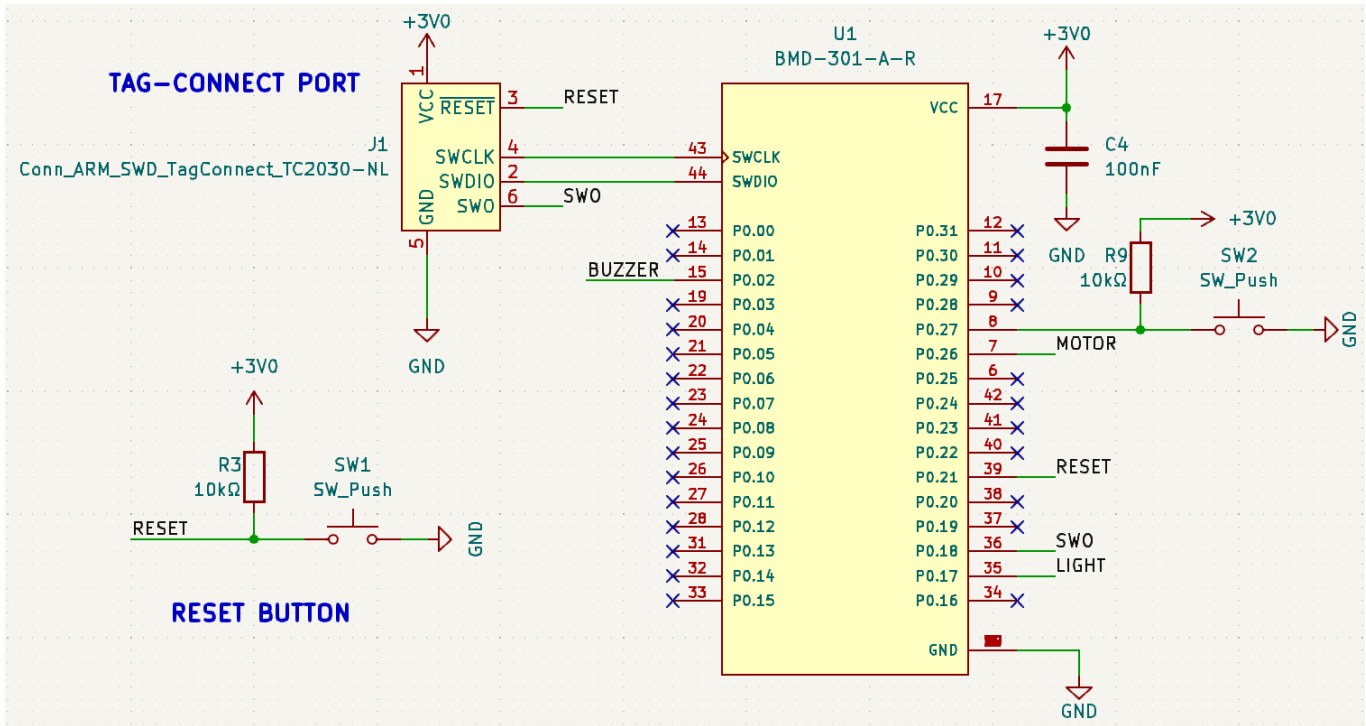 +3V0
TAG-CONNECT PORT
1
VCC
RESET
3
RESET
J1
Conn_ARM_SWD_TagConnect_TC2030-NL
SWCLK
4
SWDIO
2
SWO
6
SWO
GND
5
GND
+3V0
R3
10kΩ
SW1
SW_Push
RESET
GND
RESET BUTTON
U1
BMD-301-A-R
43
SWCLK
44
SWDIO
13
P0.00
14
P0.01
BUZZER
15
P0.02
19
P0.03
20
P0.04
21
P0.05
22
P0.06
23
P0.07
24
P0.08
25
P0.09
26
P0.10
27
P0.11
28
P0.12
31
P0.13
32
P0.14
33
P0.15
VCC
17
P0.31
12
P0.30
11
P0.29
10
P0.28
9
P0.27
8
P0.26
7
MOTOR
P0.25
6
P0.24
42
P0.23
41
P0.22
40
P0.21
39
RESET
P0.20
38
P0.19
37
P0.18
36
SWO
P0.17
35
LIGHT
P0.16
34
GND
GND
+3V0
C4
100nF
GND
+3V0
R9
10kΩ
SW2
SW_Push
GND